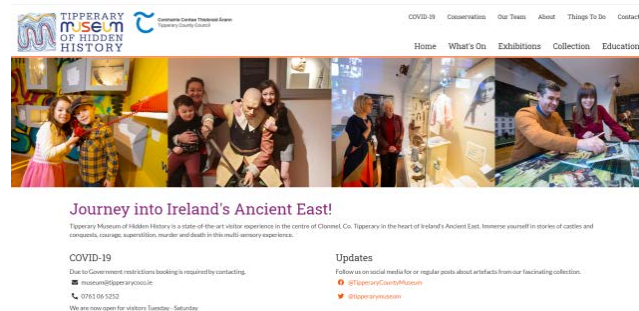 TIPPERARY
MUSEUM
OF HIDDEN
HISTORY
Comhairle Contae Thiobraid Árann
Tipperary County Council
COVID-19 Conservation Our Team About Things To Do Contact
Home What's On Exhibitions Collection Education
Journey into Ireland's Ancient East!
Tipperary Museum of Hidden History is a state-of-the-art visitor experience in the centre of Clonmel, Co. Tipperary in the heart of Ireland's Ancient East. Immerse yourself in stories of castles and
conquests, courage, superstition, murder and death in this multi-sensory experience.
COVID-19
Due to Government restrictions booking is required by contacting.
museum@tipperarycoco.ie
0761 06 5252
We are now open for visitors Tuesday - Saturday
Updates
Follow us on social media for or regular posts about artefacts from our fascinating collection.
@TipperaryCountyMuseum
@tipperarymuseum